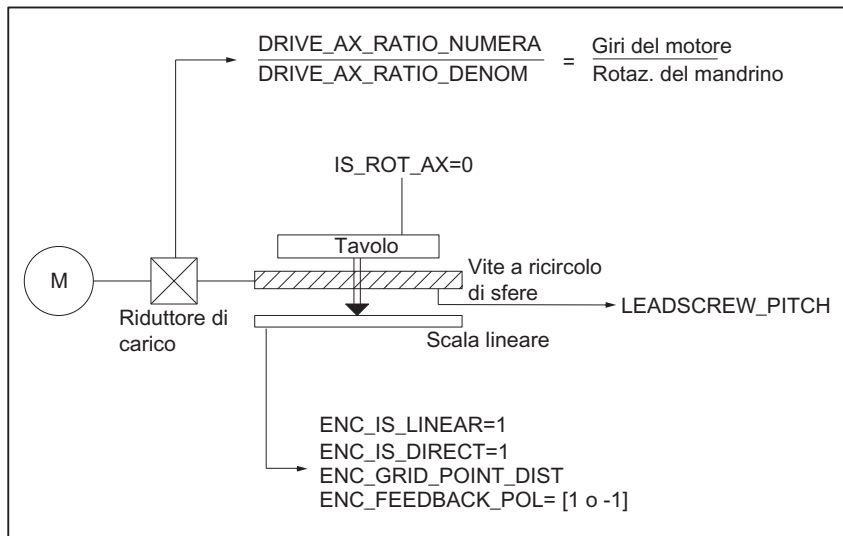 DRIVE_AX_RATIO_NUMERA
DRIVE_AX_RATIO_DENOM
=
Giri del motore
Rotaz. del mandrino
IS_ROT_AX=0
Tavolo
M
Vite a ricircolo
di sfere
LEADSCREW_PITCH
Riduttore di
carico
Scala lineare
ENC_IS_LINEAR=1
ENC_IS_DIRECT=1
ENC_GRID_POINT_DIST
ENC_FEEDBACK_POL= [1 o -1]